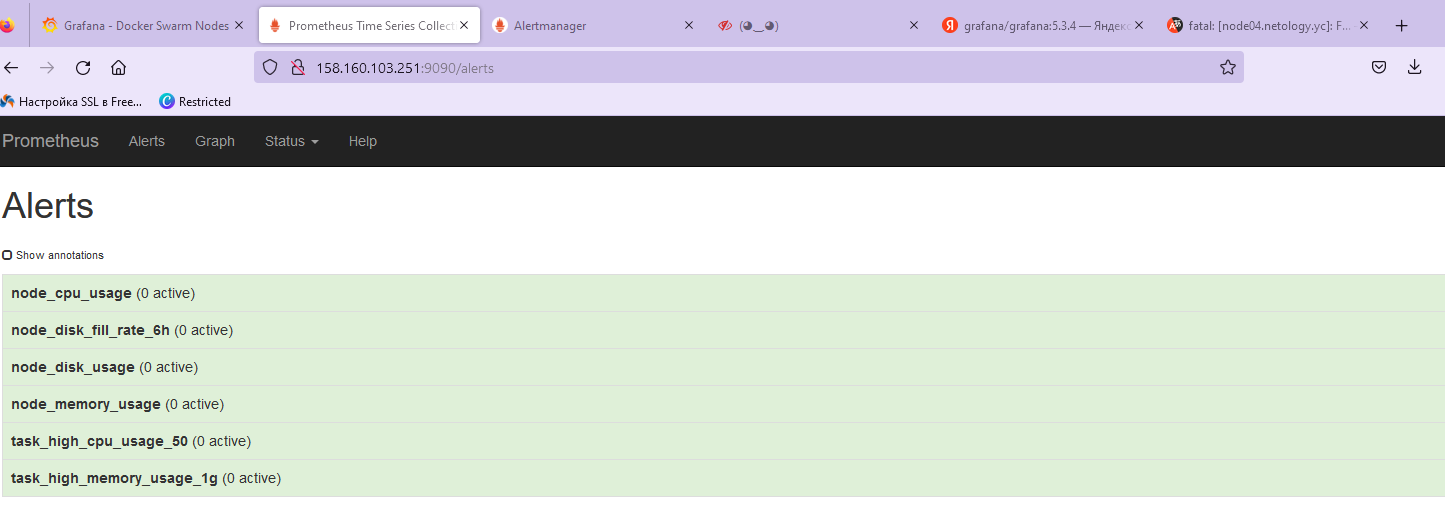 Grafana - Docker Swarm Nodes
Prometheus Time Series Collecti
Alertmanager
(◕‿◕)
grafana/grafana:5.3.4 — Яндекс
fatal: [node04.netology.yc]: F...
158.160.103.251:9090/alerts
Настройка SSL в Free...
Restricted
Prometheus
Alerts
Graph
Status
Help
Alerts
Show annotations
node_cpu_usage (0 active)
node_disk_fill_rate_6h (0 active)
node_disk_usage (0 active)
node_memory_usage (0 active)
task_high_cpu_usage_50 (0 active)
task_high_memory_usage_1g (0 active)